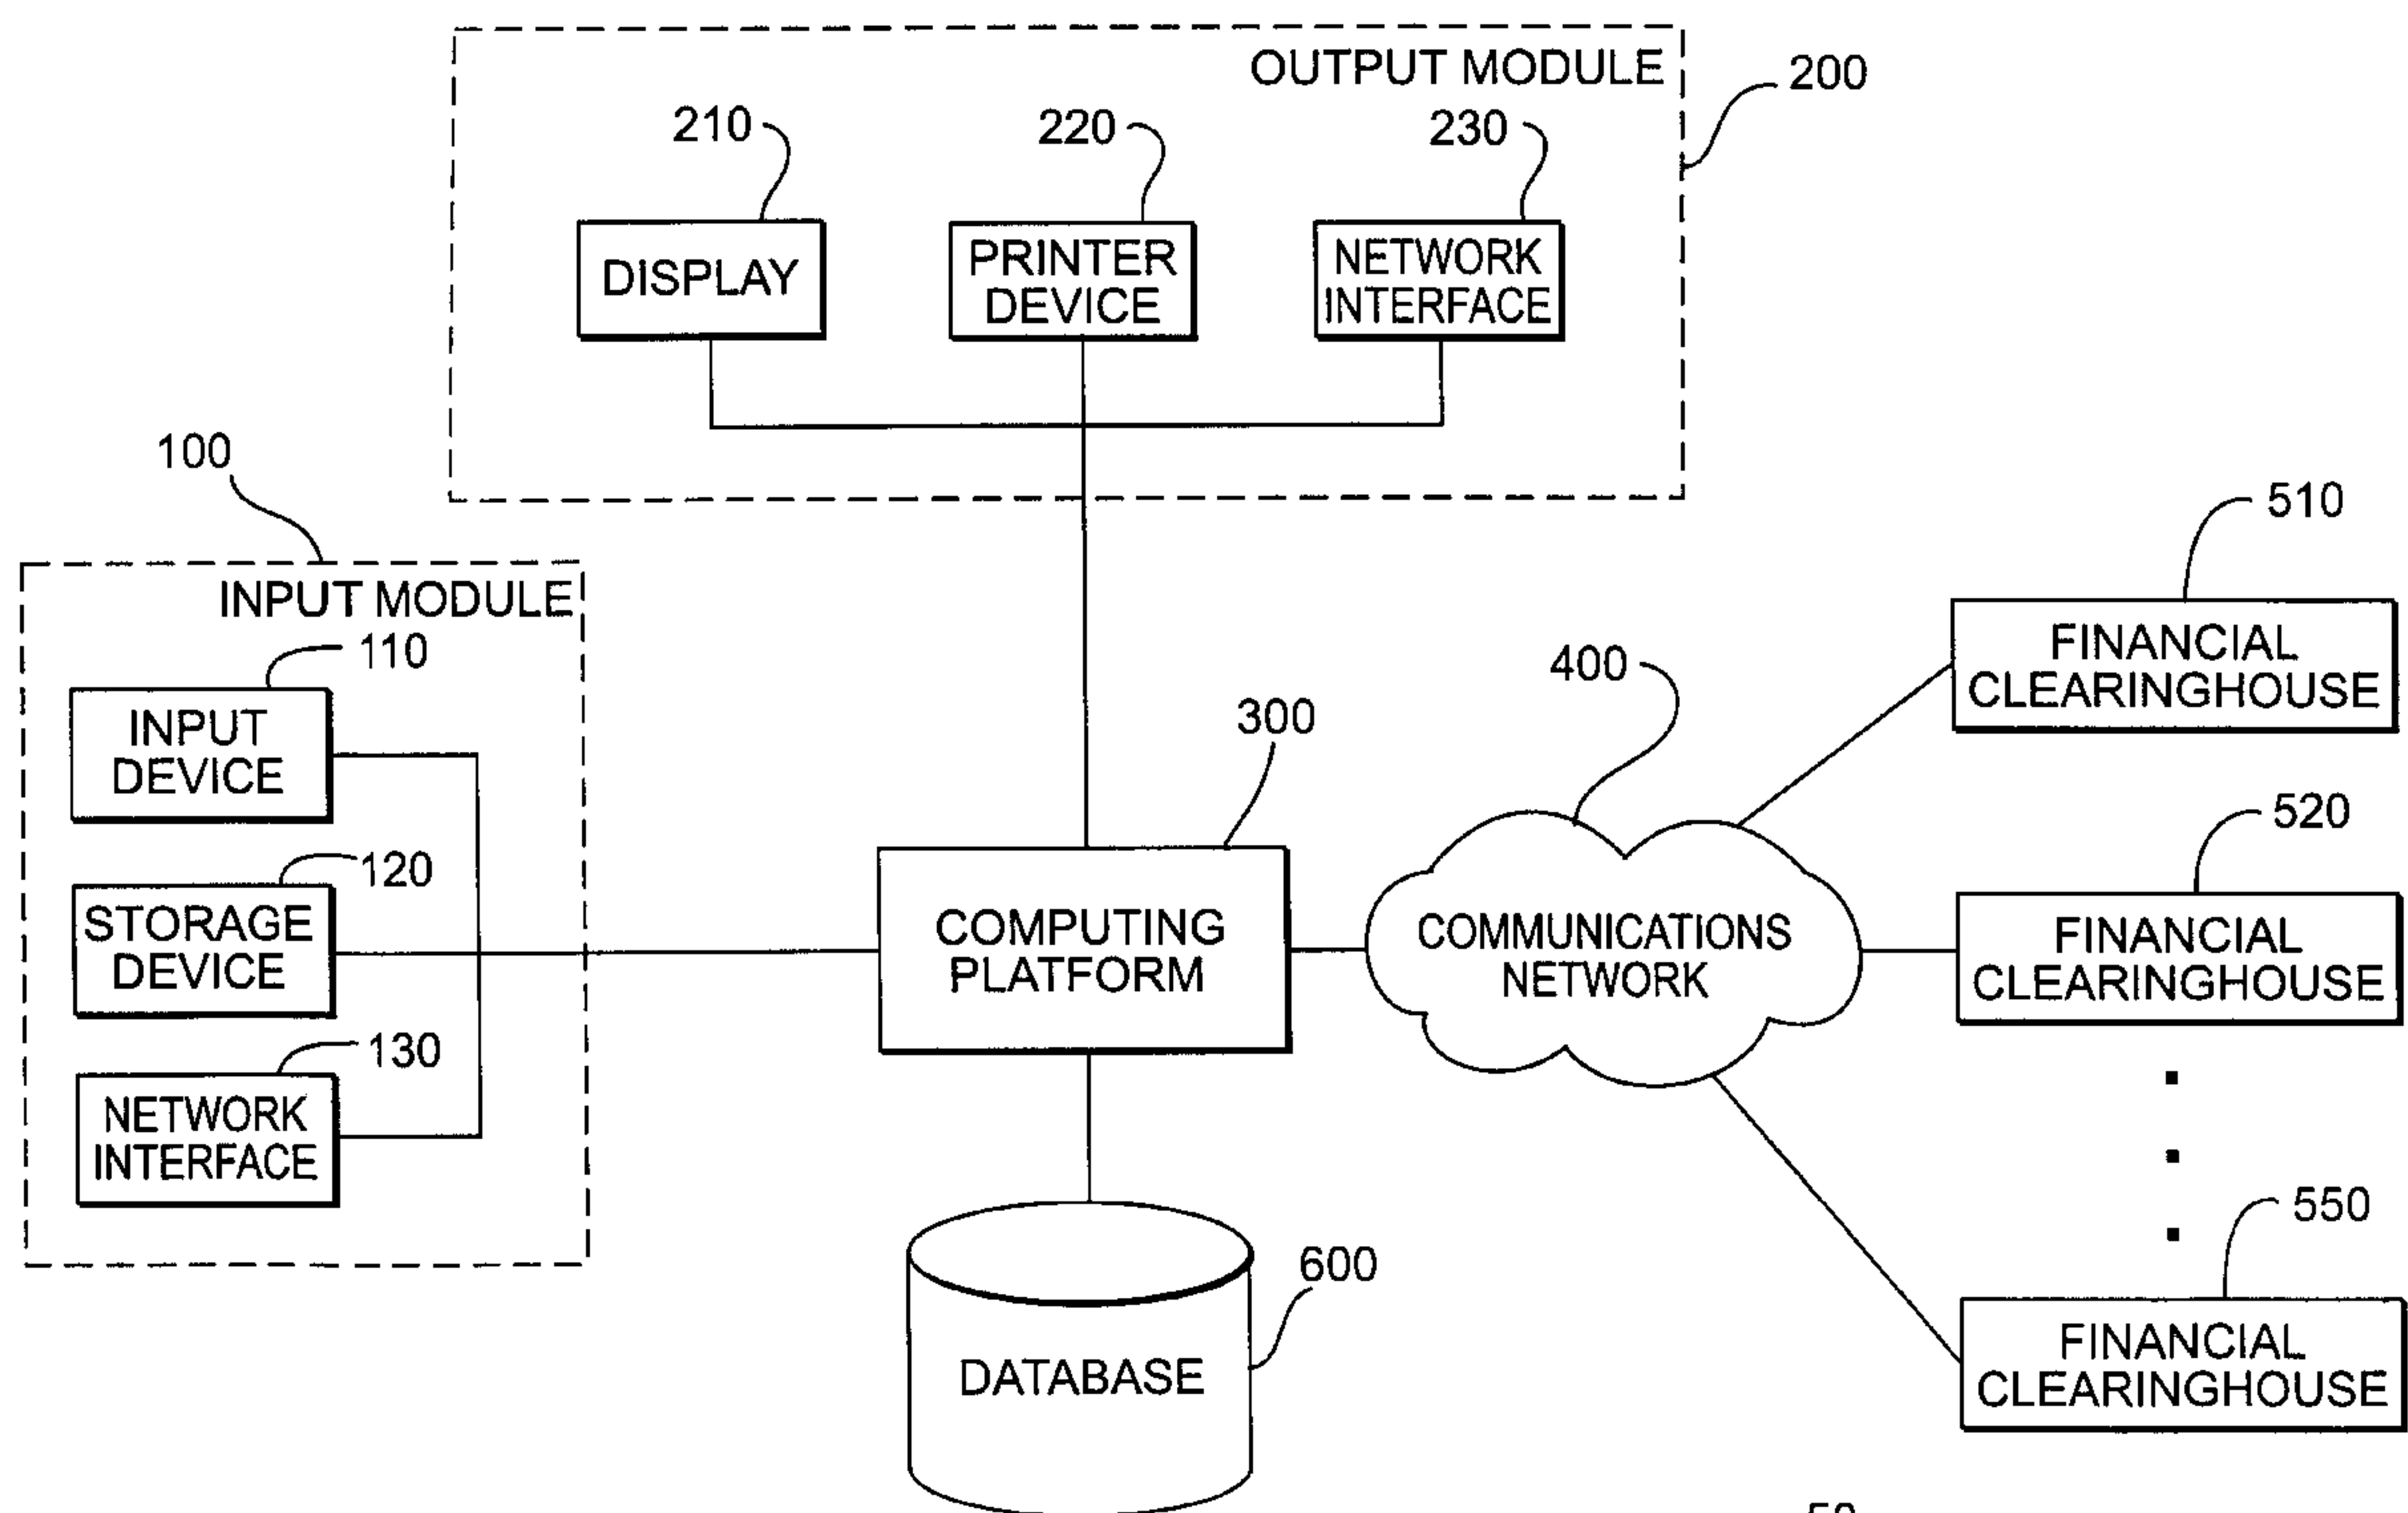 OUTPUT MODULE
200
210
220
230
DISPLAY
PRINTER
DEVICE
NETWORK
INTERFACE
100
INPUT MODULE
110
INPUT
DEVICE
120
STORAGE
DEVICE
130
NETWORK
INTERFACE
300
COMPUTING
PLATFORM
400
COMMUNICATIONS
NETWORK
510
FINANCIAL
CLEARINGHOUSE
520
FINANCIAL
CLEARINGHOUSE
550
FINANCIAL
CLEARINGHOUSE
600
DATABASE